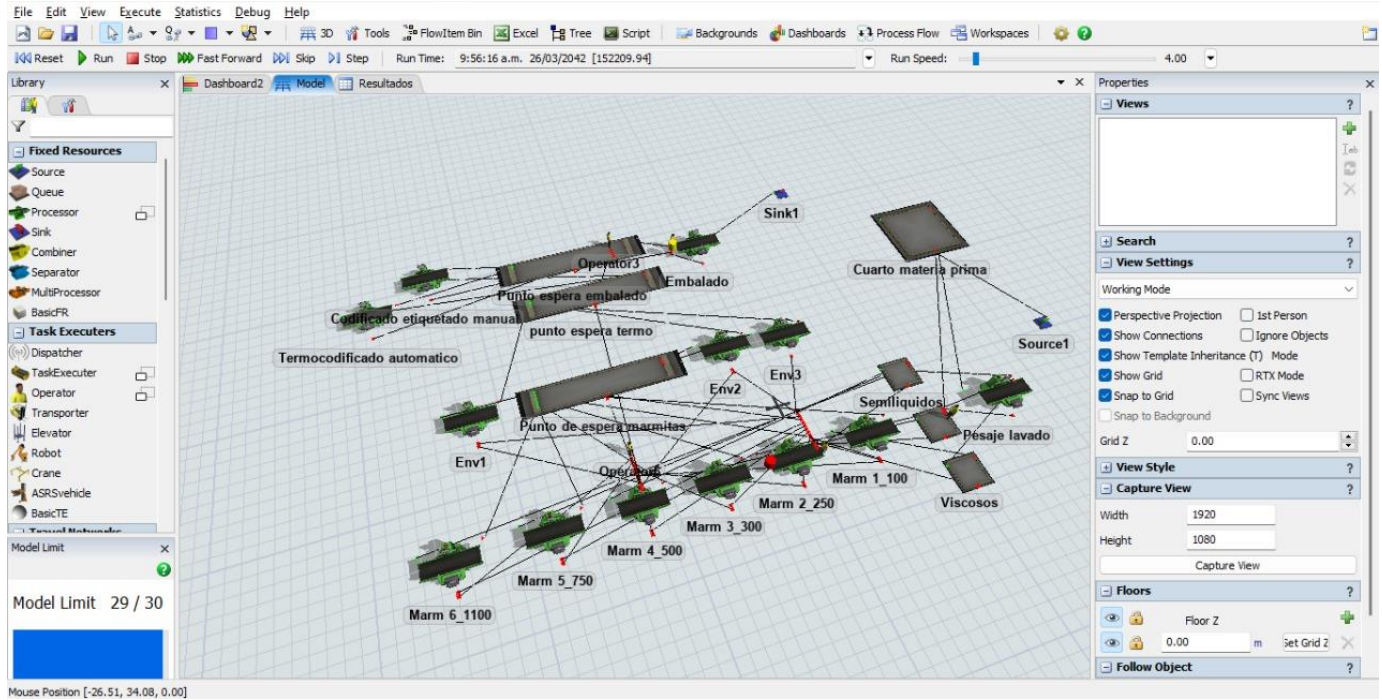 File Edit View Execute Statistics Debug Help
3D Tools FlowItem Bin Excel Tree Script Backgrounds Dashboards Process Flow Workspaces
Reset Run Stop Fast Forward Skip Step Run Time: 9:56:16 a.m. 26/03/2042 [152209.94] Run Speed: 4.00
Library
Dashboard2 Model Resultados
Fixed Resources
Source
Queue
Processor
Sink
Combiner
Separator
MultiProcessor
BasicFR
Task Executers
Dispatcher
TaskExecuter
Operator
Transporter
Elevator
Robot
Crane
ASRSvehicle
BasicTE
Travel Networks
Model Limit
Model Limit 29 / 30
Sink1
Operator3
Cuarto materia prima
Embalado
Punto espera embalado
Codificado etiquetado manual
punto espera termo
Source1
Termocodificado automatico
Env3
Env2
Semiliquidos
Punto de espera marmitas
Pesaje lavado
Env1
Marm 1_100
Marm 2_250
Viscosos
Marm 3_300
Marm 4_500
Marm 5_750
Marm 6_1100
Properties
Views
Search
View Settings
Working Mode
Perspective Projection 1st Person
Show Connections Ignore Objects
Show Template Inheritance (T) Mode
Show Grid RTX Mode
Snap to Grid Sync Views
Snap to Background
Grid Z 0.00
View Style
Capture View
Width 1920
Height 1080
Capture View
Floors
Floor Z
0.00 m Set Grid Z
Follow Object
Mouse Position [-26.51, 34.08, 0.00]